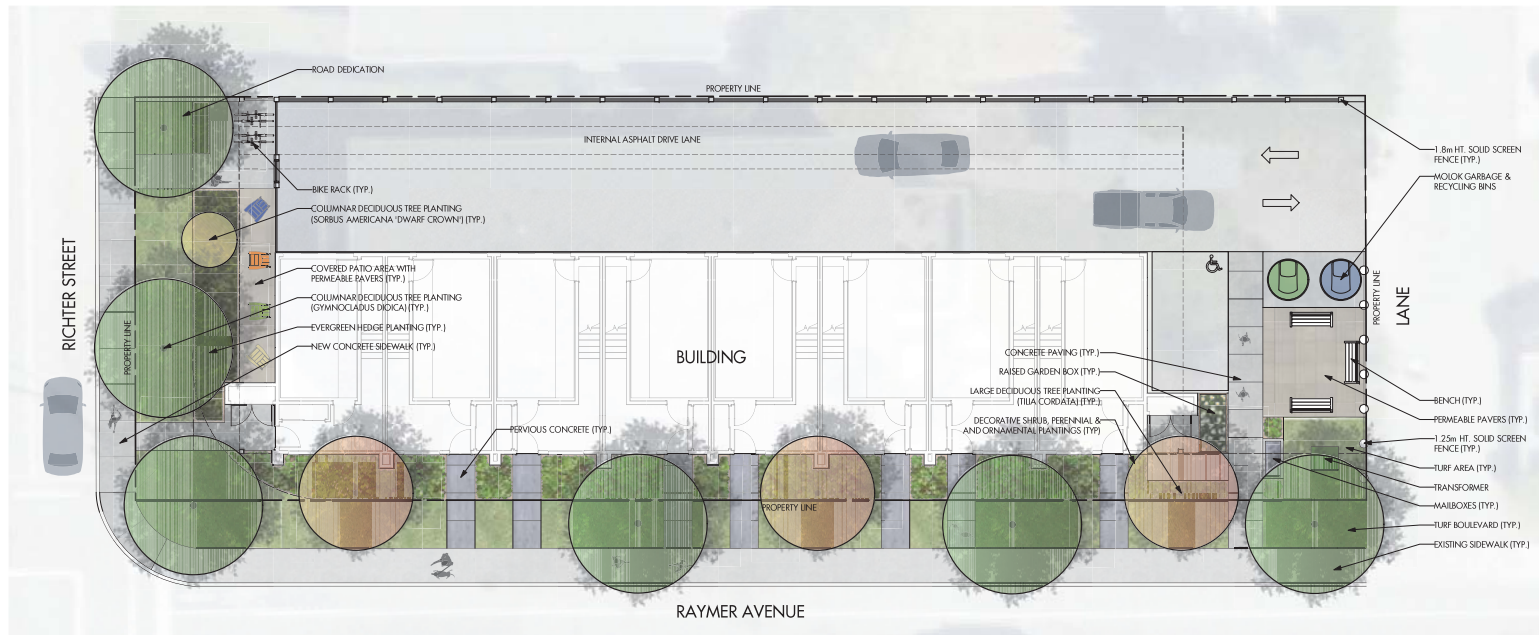 ROAD DEDICATION
PROPERTY LINE
INTERNAL ASPHALT DRIVE LANE
1.8m HT. SOLID SCREEN
FENCE (TYP.)
MOLOK GARBAGE &
RECYCLING BINS
BIKE RACK (TYP.)
COLUMNAR DECIDUOUS TREE PLANTING
(SORBUS AMERICANA 'DWARF CROWN') (TYP.)
COVERED PATIO AREA WITH
PERMEABLE PAVERS (TYP.)
COLUMNAR DECIDUOUS TREE PLANTING
(GYMNOCLADUS DIOICA) (TYP.)
EVERGREEN HEDGE PLANTING (TYP.)
NEW CONCRETE SIDEWALK (TYP.)
RICHTER STREET
PROPERTY LINE
BUILDING
PROPERTY LINE
LANE
CONCRETE PAVING (TYP.)
RAISED GARDEN BOX (TYP.)
LARGE DECIDUOUS TREE PLANTING
(TILIA CORDATA) (TYP.)
DECORATIVE SHRUB, PERENNIAL &
AND ORNAMENTAL PLANTINGS (TYP)
PERVIOUS CONCRETE (TYP.)
BENCH (TYP.)
PERMEABLE PAVERS (TYP.)
1.25m HT. SOLID SCREEN
FENCE (TYP.)
TURF AREA (TYP.)
TRANSFORMER
MAILBOXES (TYP.)
TURF BOULEVARD (TYP.)
EXISTING SIDEWALK (TYP.)
PROPERTY LINE
RAYMER AVENUE